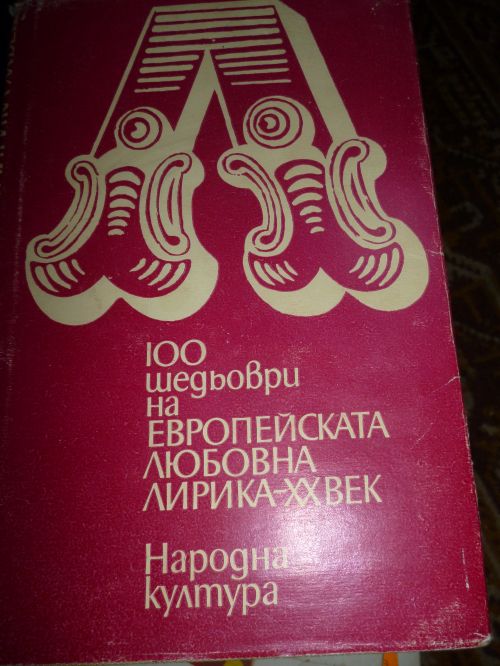 Л
100
шедьоври
на
ЕВРОПЕЙСКАТА
ЛЮБОВНА
ЛИРИКА-XX ВЕК
Народна
култура